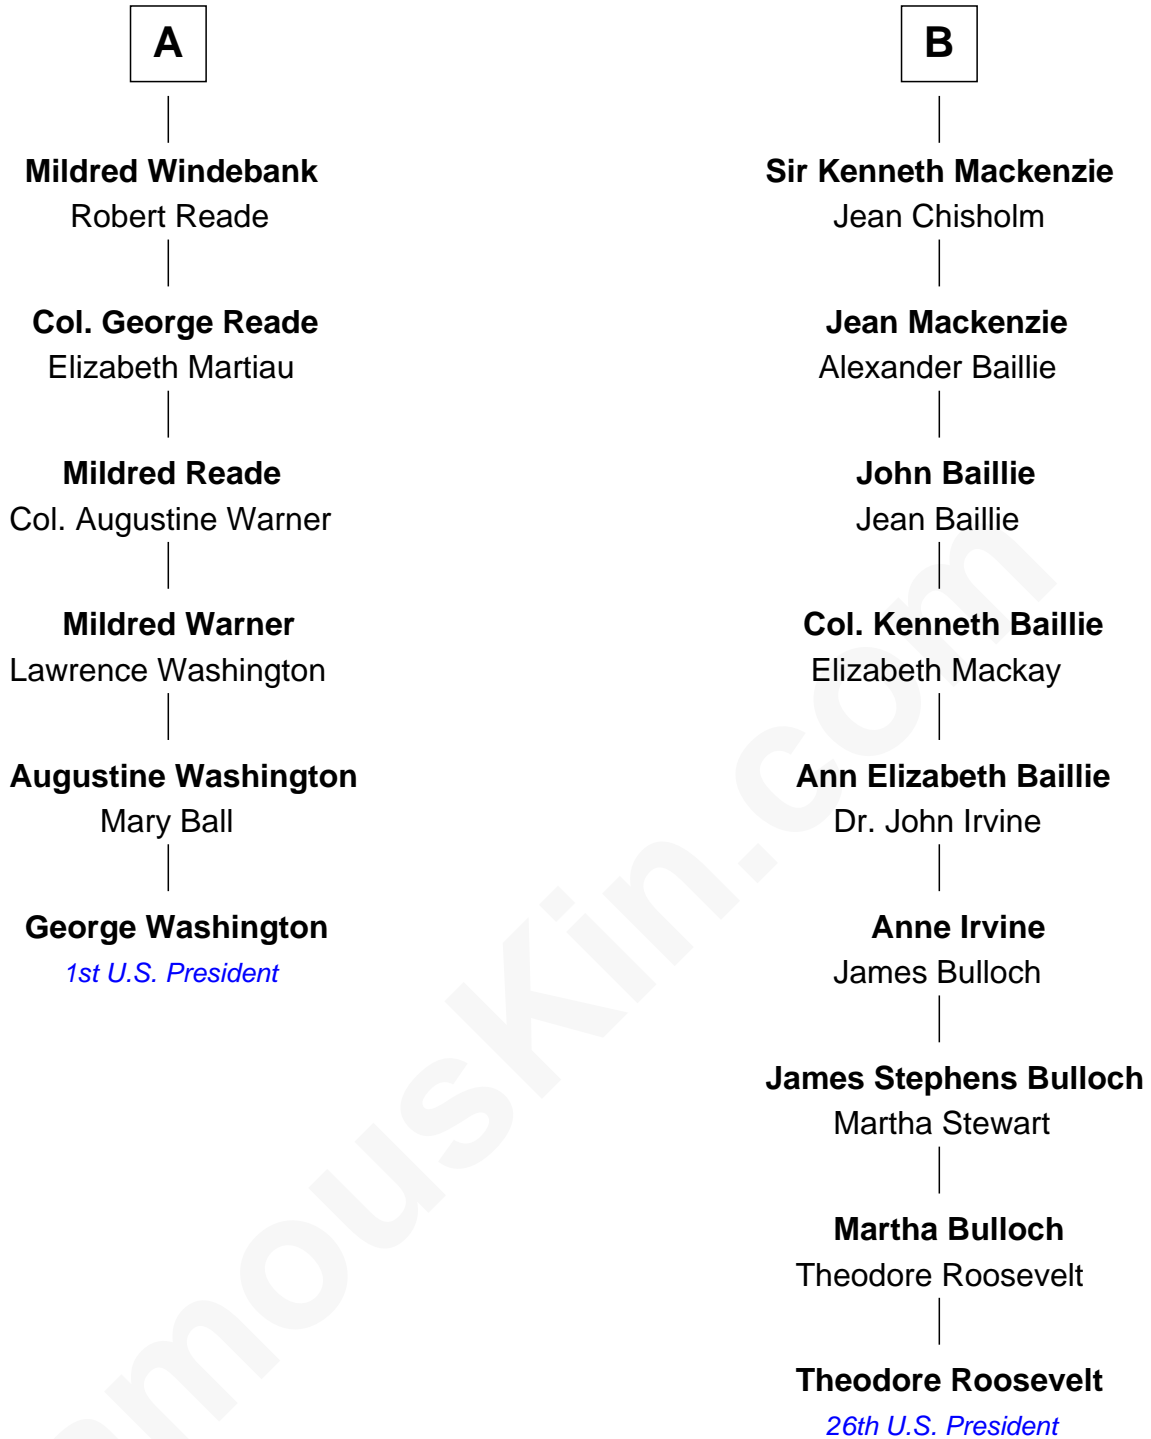 A
Mildred Windebank
Robert Reade
Col. George Reade
Elizabeth Martiau
Mildred Reade
Col. Augustine Warner
Mildred Warner
Lawrence Washington
Augustine Washington
Mary Ball
George Washington
1st U.S. President
B
Sir Kenneth Mackenzie
Jean Chisholm
Jean Mackenzie
Alexander Baillie
John Baillie
Jean Baillie
Col. Kenneth Baillie
Elizabeth Mackay
Ann Elizabeth Baillie
Dr. John Irvine
Anne Irvine
James Bulloch
James Stephens Bulloch
Martha Stewart
Martha Bulloch
Theodore Roosevelt
Theodore Roosevelt
26th U.S. President
amousKin.com